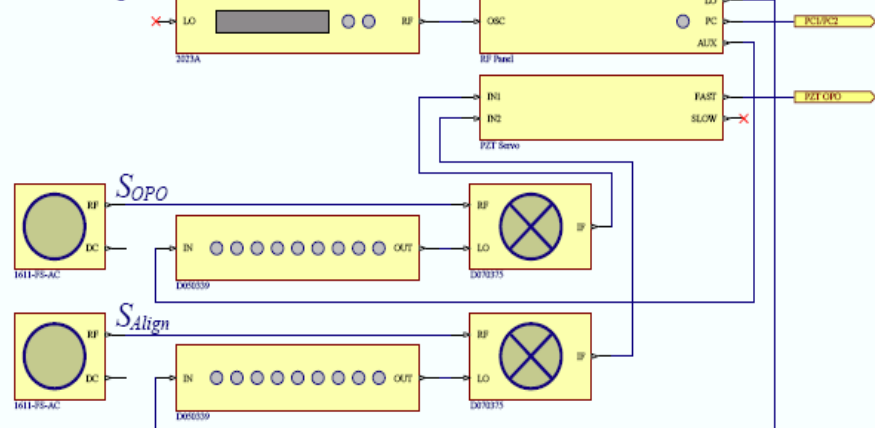 LO
RF
OSC
PC
PC1/PC2
AUX
2023A
RF Panel
IN1
FAST
PZT OPO
IN2
SLOW
PZT Servo
S_OPO
RF
RF
IF
DC
IN
OUT
LO
1611-FS-AC
D050339
D070375
S_Align
RF
RF
IF
DC
IN
OUT
LO
1611-FS-AC
D050339
D070375